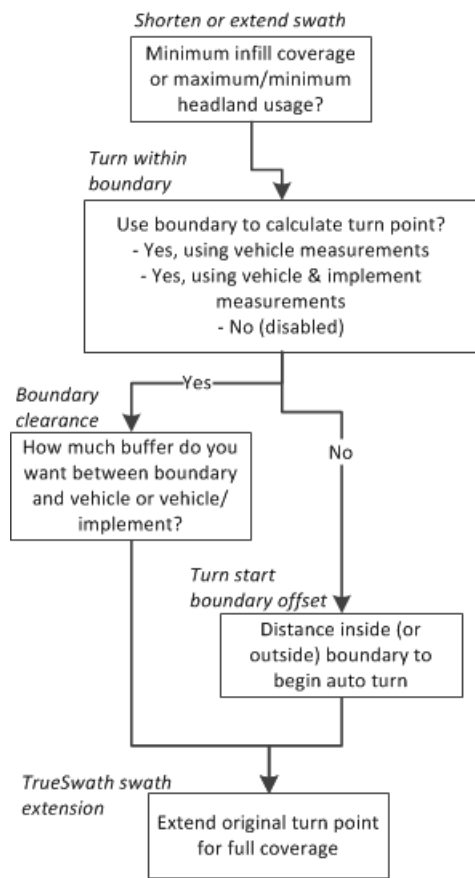 Shorten or extend swath
Minimum infill coverage
or maximum/minimum
headland usage?
Turn within
boundary
Use boundary to calculate turn point?
- Yes, using vehicle measurements
- Yes, using vehicle & implement
measurements
- No (disabled)
Yes
No
Boundary
clearance
How much buffer do you
want between boundary
and vehicle or vehicle/
implement?
Turn start
boundary offset
Distance inside (or
outside) boundary to
begin auto turn
TrueSwath swath
extension
Extend original turn point
for full coverage